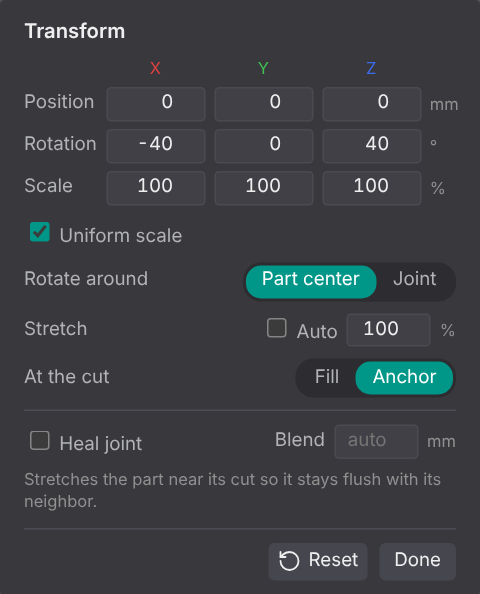 Transform
X Y Z
Position 0 0 0 mm
Rotation -40 0 40 °
Scale 100 100 100 %
Uniform scale
Rotate around Part center Joint
Stretch Auto 100 %
At the cut Fill Anchor
Heal joint Blend auto mm
Stretches the part near its cut so it stays flush with its
neighbor.
Reset Done